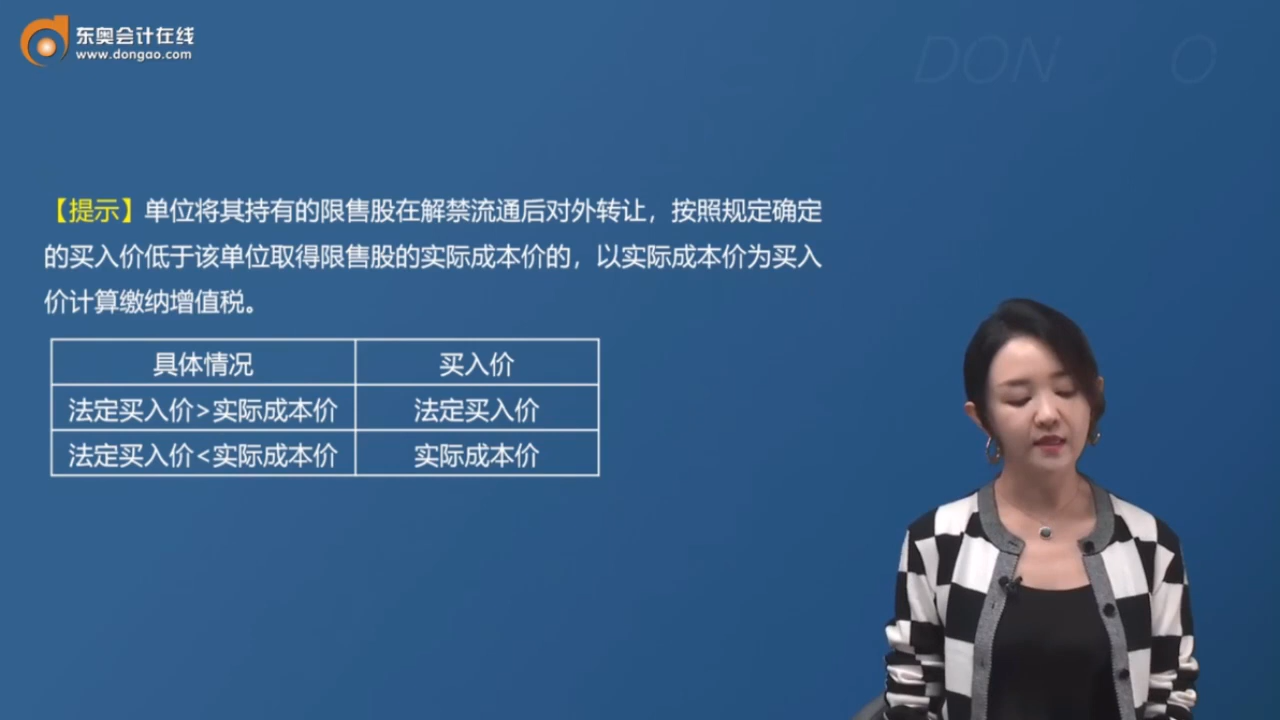 东奥会计在线
www.dongao.com
DON O
【提示】单位将其持有的限售股在解禁流通后对外转让，按照规定确定
的买入价低于该单位取得限售股的实际成本价的，以实际成本价为买入
价计算缴纳增值税。
具体情况 买入价
法定买入价>实际成本价 法定买入价
法定买入价<实际成本价 实际成本价